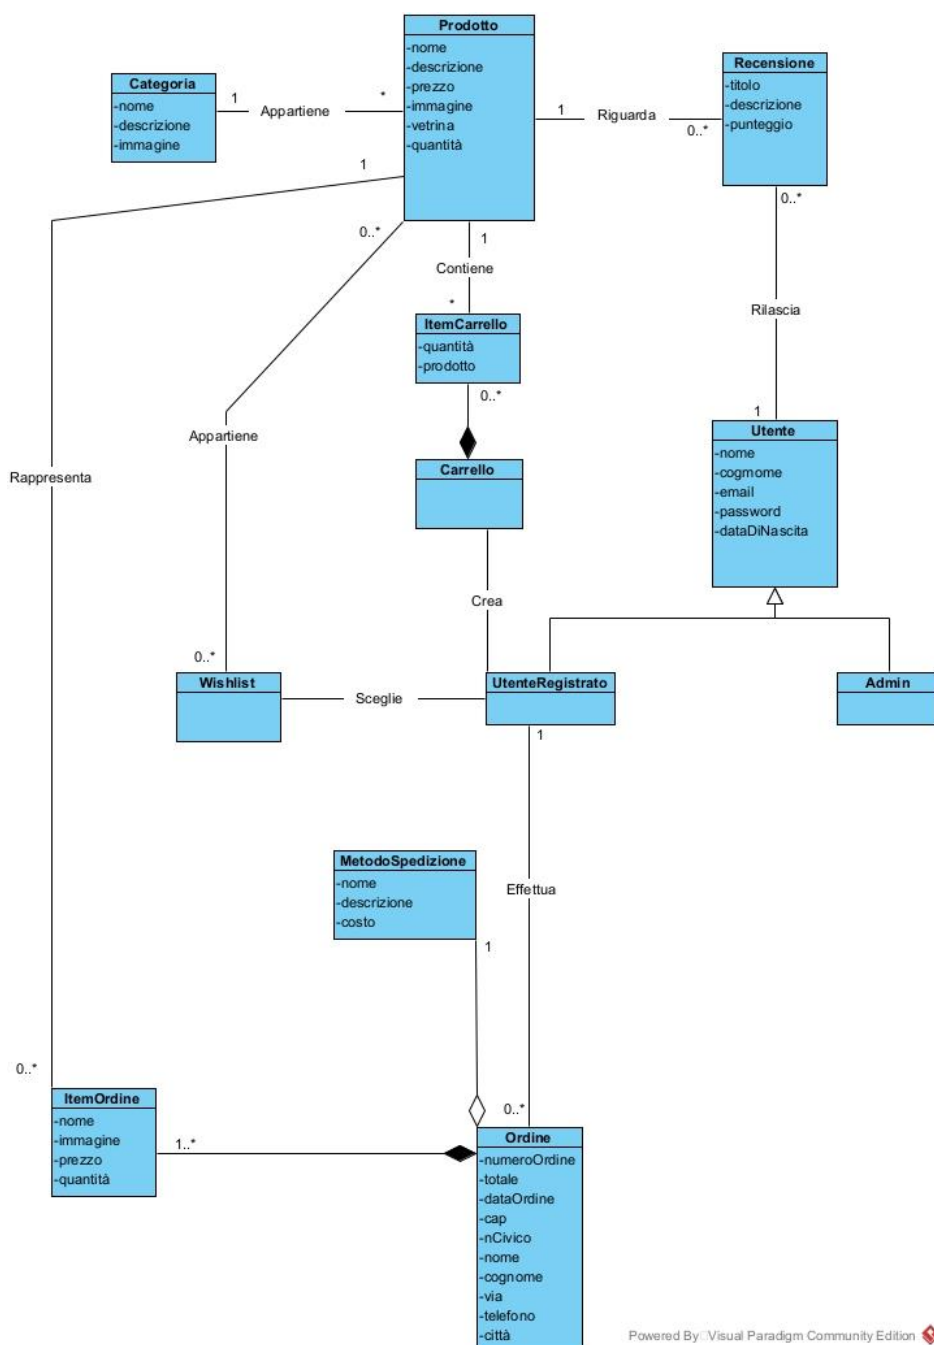 Prodotto
-nome
-descrizione
-prezzo
-immagine
-vetrina
-quantità
Categoria
-nome
-descrizione
-immagine
1
Appartiene
*
1
Riguarda
0..*
Recensione
-titolo
-descrizione
-punteggio
1
0..*
1
Contiene
*
0..*
Rilascia
1
ItemCarrello
-quantità
-prodotto
0..*
Carrello
Appartiene
Rappresenta
Utente
-nome
-cogmome
-email
-password
-dataDiNascita
Crea
0..*
Wishlist
Sceglie
UtenteRegistrato
Admin
1
MetodoSpedizione
-nome
-descrizione
-costo
1
Effettua
0..*
0..*
ItemOrdine
-nome
-immagine
-prezzo
-quantità
1..*
Ordine
-numeroOrdine
-totale
-dataOrdine
-cap
-nCivico
-nome
-cognome
-via
-telefono
-città
Powered By Visual Paradigm Community Edition